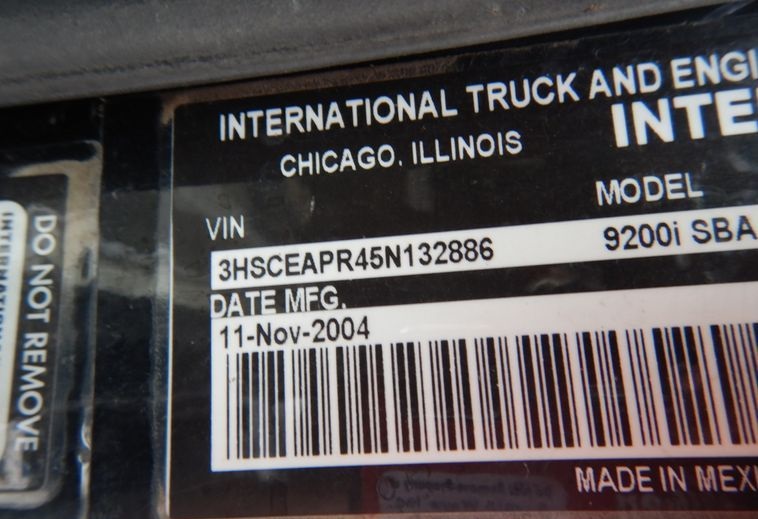 INTERNATIONAL TRUCK AND ENGI
INTE
CHICAGO, ILLINOIS
VIN
MODEL
3HSCEAPR45N132886
9200i SBA
DATE MFG.
11-Nov-2004
MADE IN MEXI
DO NOT REMOVE